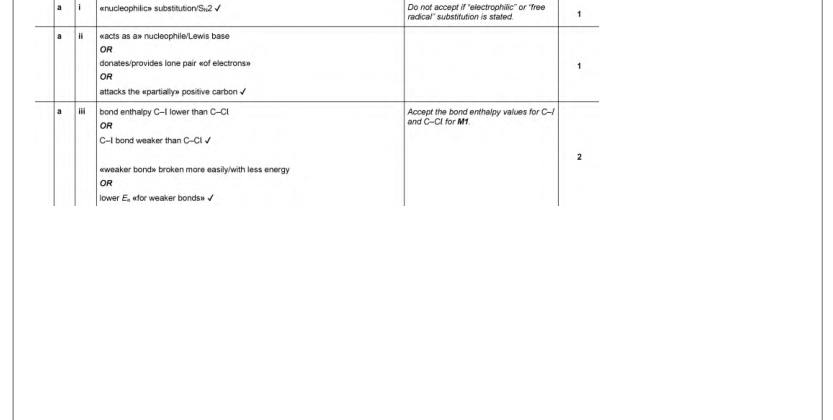 a i «nucleophilic» substitution/SN2 ✓ Do not accept if "electrophilic" or "free
radical" substitution is stated. 1
a ii «acts as a» nucleophile/Lewis base
OR
donates/provides lone pair «of electrons»
OR
attacks the «partially» positive carbon ✓
1
a iii bond enthalpy C–I lower than C–Cl Accept the bond enthalpy values for C–I
OR and C–Cl for M1.
C–I bond weaker than C–Cl ✓
2
«weaker bond» broken more easily/with less energy
OR
lower Ea «for weaker bonds» ✓